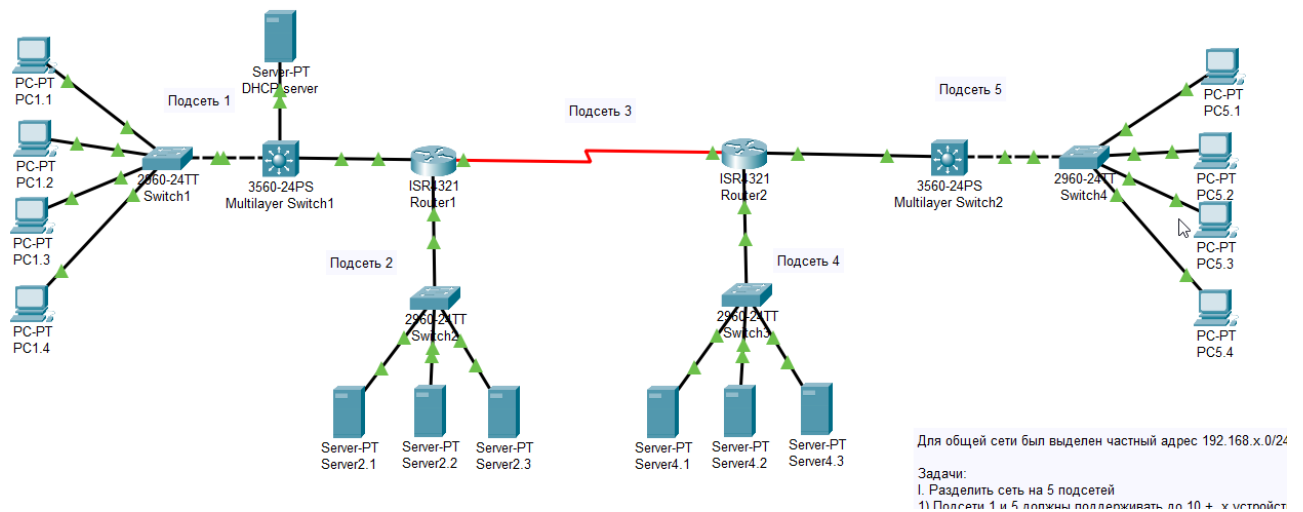 PC-PT
PC1.1
PC-PT
PC1.2
PC-PT
PC1.3
PC-PT
PC1.4
Подсеть 1
2960-24TT
Switch1
Server-PT
DHCP server
3560-24PS
Multilayer Switch1
ISR4321
Router1
Подсеть 2
2960-24TT
Switch2
Server-PT
Server2.1
Server-PT
Server2.2
Server-PT
Server2.3
Подсеть 3
ISR4321
Router2
Подсеть 4
2960-24TT
Switch3
Server-PT
Server4.1
Server-PT
Server4.2
Server-PT
Server4.3
Подсеть 5
3560-24PS
Multilayer Switch2
2960-24TT
Switch4
PC-PT
PC5.1
PC-PT
PC5.2
PC-PT
PC5.3
PC-PT
PC5.4
Для общей сети был выделен частный адрес 192.168.x.0/24
Задачи:
I. Разделить сеть на 5 подсетей
1) Подсети 1 и 5 должны поддерживать до 10 + x устройст